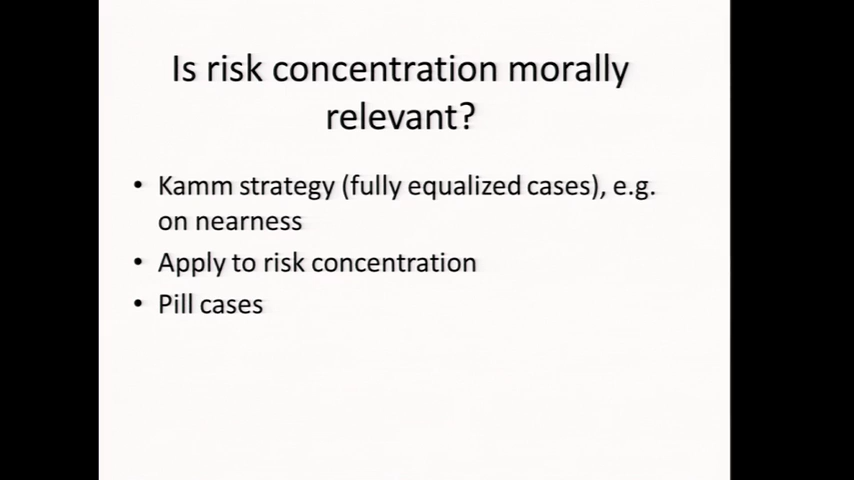 Is risk concentration morally
relevant?
• Kamm strategy (fully equalized cases), e.g.
on nearness
• Apply to risk concentration
• Pill cases